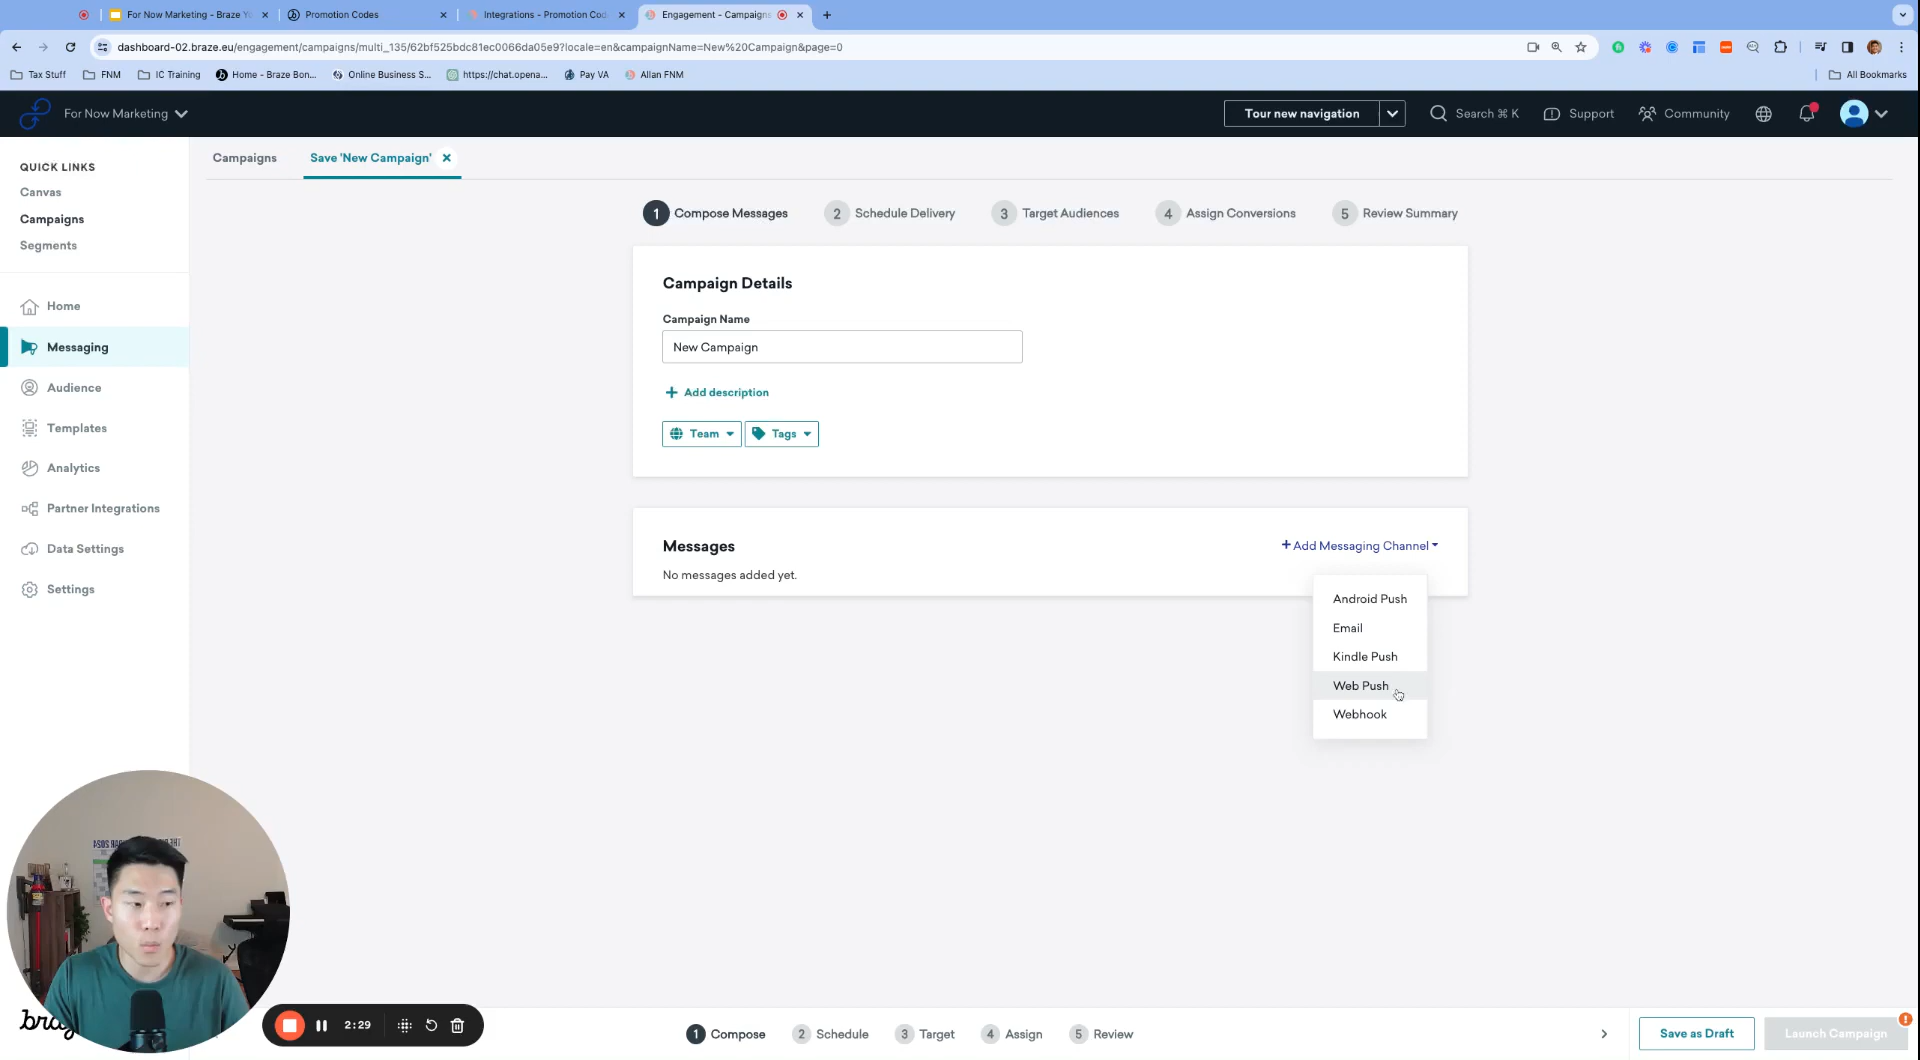 For Now Marketing - Braze Yo
Promotion Codes
Integrations - Promotion Cod
Engagement - Campaigns
dashboard-02.braze.eu/engagement/campaigns/multi_135/62bf525bdc81ec0066da05e9?locale=en&campaignName=New%20Campaign&page=0
Tax Stuff
FNM
IC Training
Home - Braze Bon...
Online Business S...
https://chat.opena...
Pay VA
Allan FNM
All Bookmarks
For Now Marketing
Tour new navigation
Search ⌘ K
Support
Community
QUICK LINKS
Canvas
Campaigns
Segments
Home
Messaging
Audience
Templates
Analytics
Partner Integrations
Data Settings
Settings
Campaigns
Save 'New Campaign'
1 Compose Messages
2 Schedule Delivery
3 Target Audiences
4 Assign Conversions
5 Review Summary
Campaign Details
Campaign Name
New Campaign
+ Add description
Team
Tags
Messages
+ Add Messaging Channel
No messages added yet.
Android Push
Email
Kindle Push
Web Push
Webhook
2:29
1 Compose
2 Schedule
3 Target
4 Assign
5 Review
Save as Draft
Launch Campaign